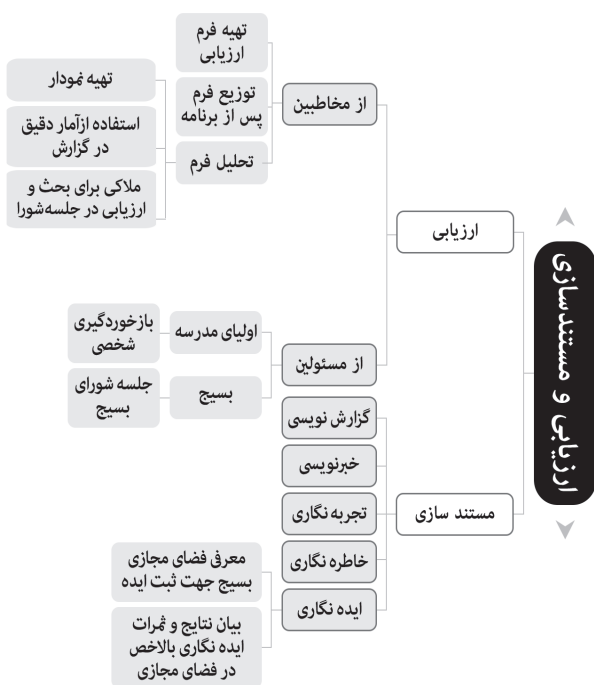 ارزیابی و مستندسازی
ارزیابی
از مخاطبین
تهیه فرم
ارزیابی
توزیع فرم
پس از برنامه
تحلیل فرم
تهیه نمودار
استفاده ازآمار دقیق
در گزارش
ملاکی برای بحث و
ارزیابی در جلسه‌شورا
از مسئولین
اولیای مدرسه
بازخوردگیری
شخصی
بسیج
جلسه شورای
بسیج
مستند سازی
گزارش نویسی
خبرنویسی
تجربه نگاری
خاطره نگاری
ایده نگاری
معرفی فضای مجازی
بسیج جهت ثبت ایده
بیان نتایج و ثمرات
ایده نگاری بالاخص
در فضای مجازی